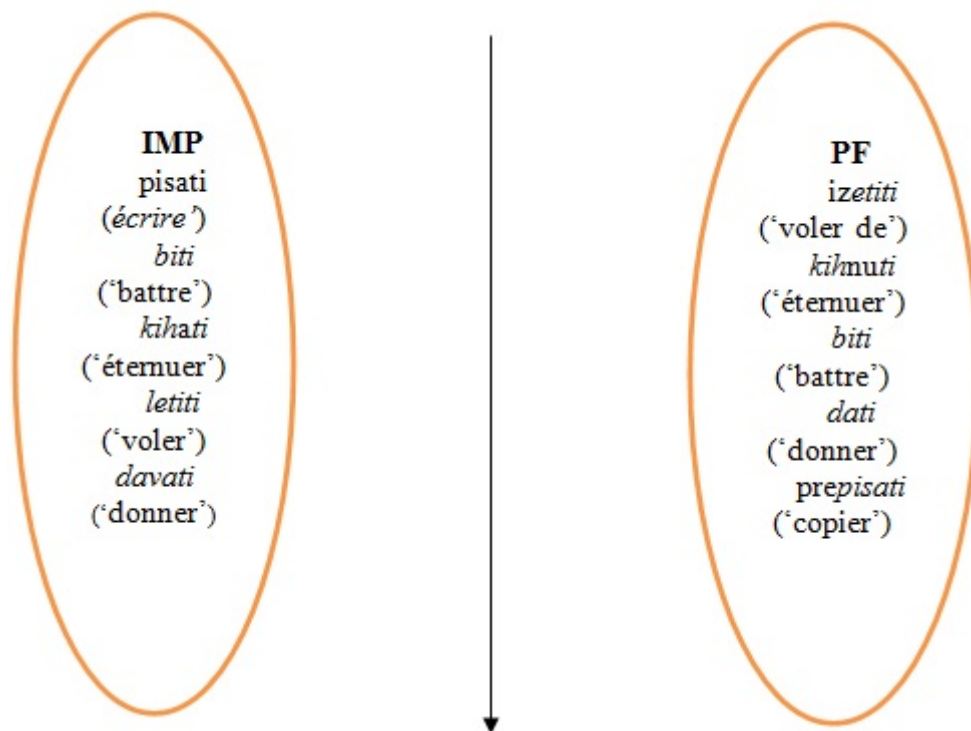 IMP
pisati
(écrire’)
biti
(‘battre’)
kihati
(‘éternuer’)
letiti
(‘voler’)
davati
(‘donner’)
PF
izetiti
(‘voler de’)
kihnuti
(‘éternuer’)
biti
(‘battre’)
dati
(‘donner’)
prepisati
(‘copier’)